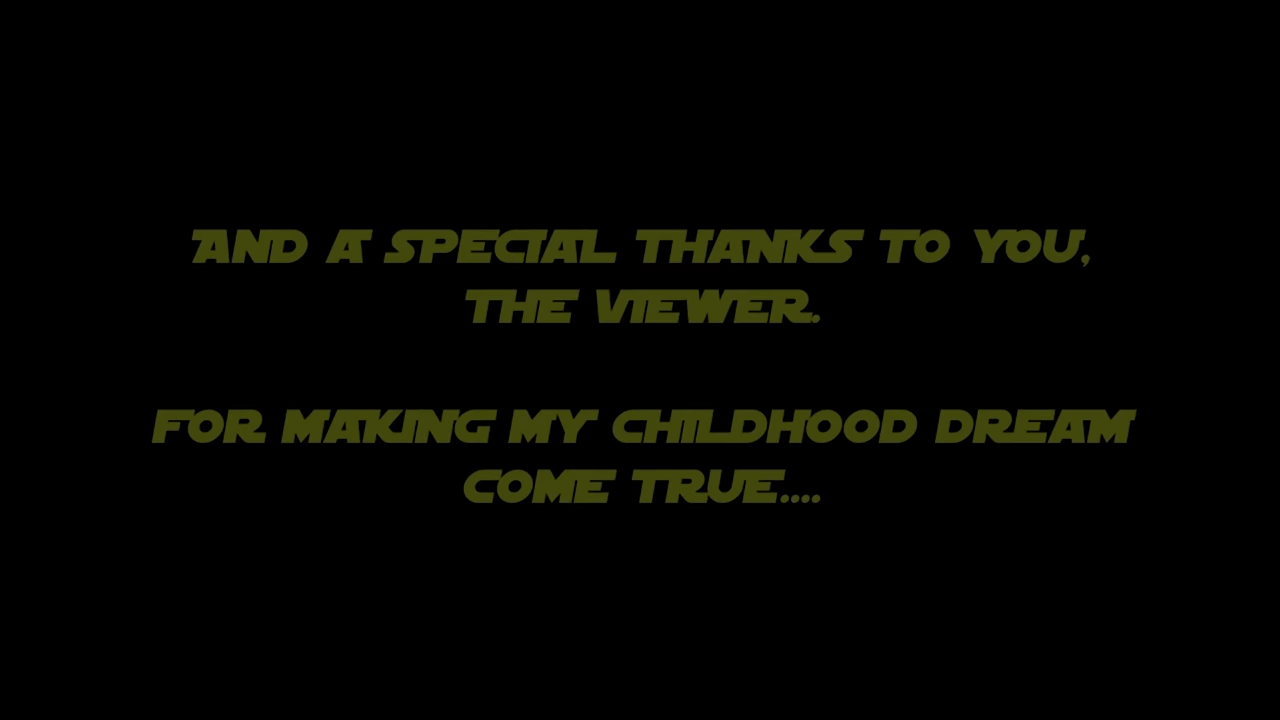 AND A SPECIAL THANKS TO YOU,
THE VIEWER.
FOR MAKING MY CHILDHOOD DREAM
COME TRUE....